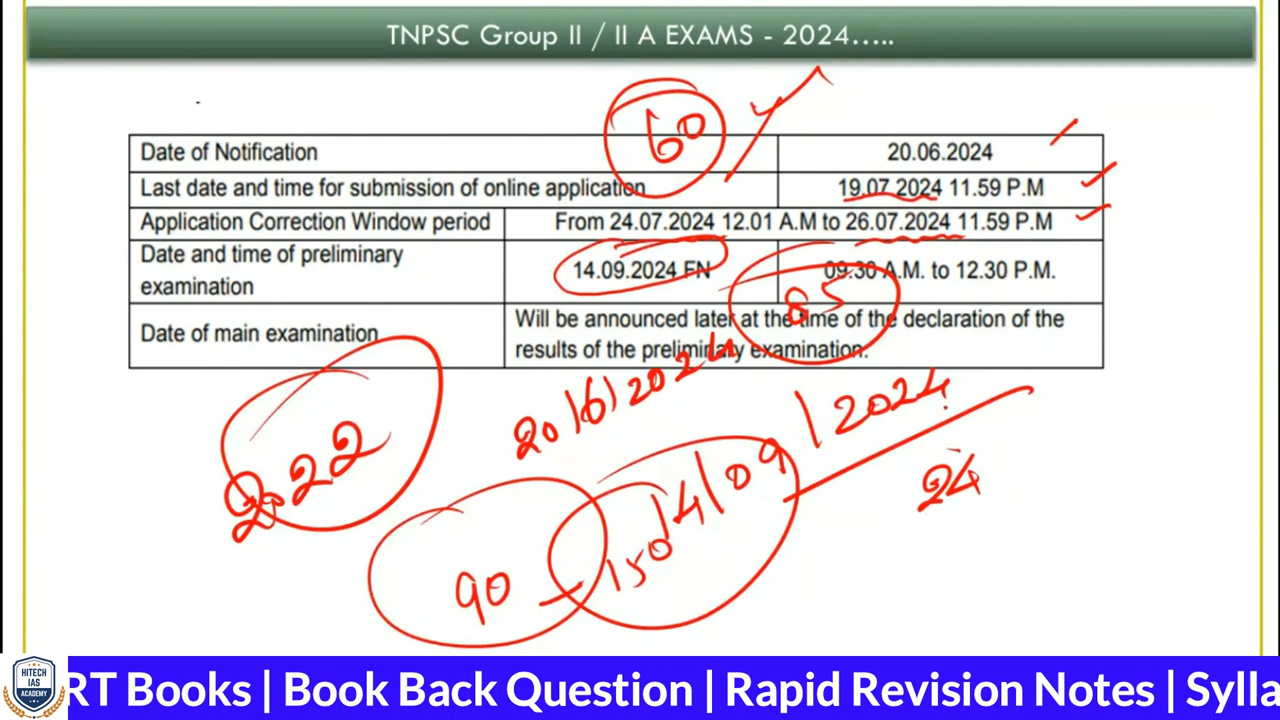 TNPSC Group II / II A EXAMS - 2024.....
60
Date of Notification 20.06.2024
Last date and time for submission of online application 19.07 2024 11.59 P.M
Application Correction Window period From 24.07.2024 12.01 A.M to 26.07.2024 11.59 P.M
Date and time of preliminary examination 14.09.2024 FN 09:30 A.M. to 12.30 P.M.
85
Date of main examination Will be announced later at the time of the declaration of the
results of the preliminary examination.
20/6/2024
14/09/2024
2022
24
90 - 150
HITECH
IAS
ACADEMY
RT Books | Book Back Question | Rapid Revision Notes | Sylla